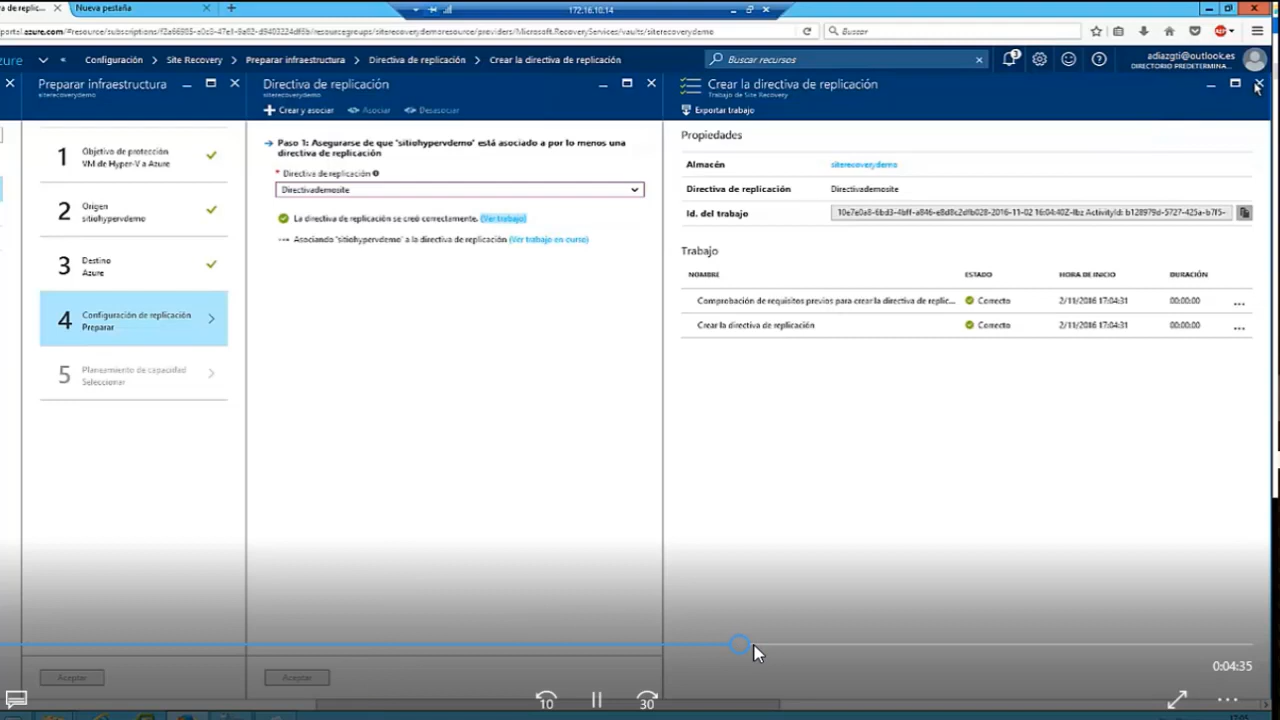 de replic...
Nueva pestaña
172.16.10.14
Buscar
Configuración > Site Recovery > Preparar infraestructura > Directiva de replicación > Crear la directiva de replicación
Buscar recursos
3
adiazgti@outlook.es
DIRECTORIO PREDETERMINA...
Preparar infraestructura
siterecoverydemo
1
Objetivo de protección
VM de Hyper-V a Azure
2
Origen
sitiohypervdemo
3
Destino
Azure
4
Configuración de replicación
Preparar
5
Planeamiento de capacidad
Seleccionar
Aceptar
Directiva de replicación
sitiohypervdemo
Crear y asociar
Asociar
Desasociar
Paso 1: Asegurarse de que 'sitiohypervdemo' está asociado a por lo menos una
directiva de replicación
* Directiva de replicación
Directivademosite
La directiva de replicación se creó correctamente. (Ver trabajo)
Asociando 'sitiohypervdemo' a la directiva de replicación (Ver trabajo en curso)
Aceptar
Crear la directiva de replicación
Trabajo de Site Recovery
Exportar trabajo
Propiedades
Almacén siterecoverydemo
Directiva de replicación Directivademosite
Id. del trabajo
Trabajo
NOMBRE ESTADO HORA DE INICIO DURACIÓN
Comprobación de requisitos previos para crear la directiva de replic... Correcto 2/11/2016 17:04:31 00:00:00 ...
Crear la directiva de replicación Correcto 2/11/2016 17:04:31 00:00:00 ...
0:04:35
10
30